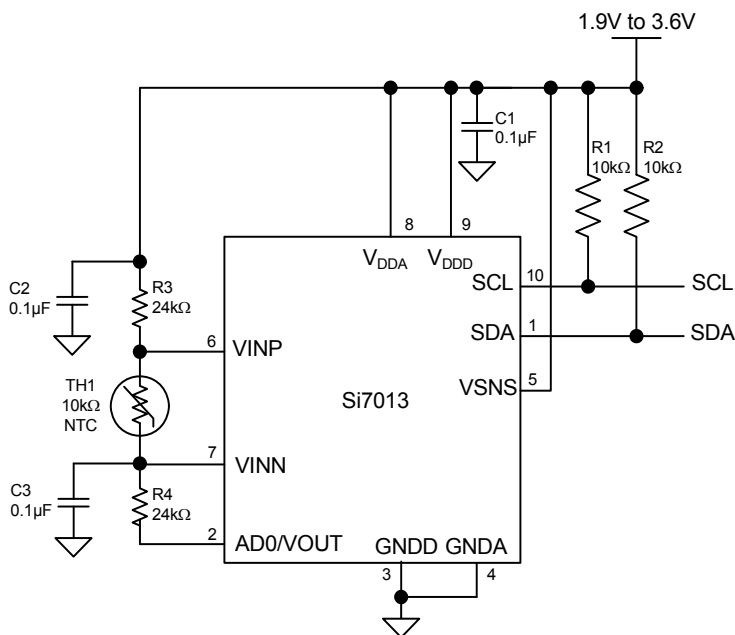 1.9V to 3.6V
C1
0.1µF
R1
10kΩ
R2
10kΩ
8
9
VDDA
VDDD
C2
0.1µF
R3
24kΩ
SCL
10
SCL
6
VINP
SDA
1
SDA
TH1
10kΩ
NTC
VSNS
5
Si7013
7
VINN
C3
0.1µF
R4
24kΩ
2
AD0/VOUT
GNDD
GNDA
3
4